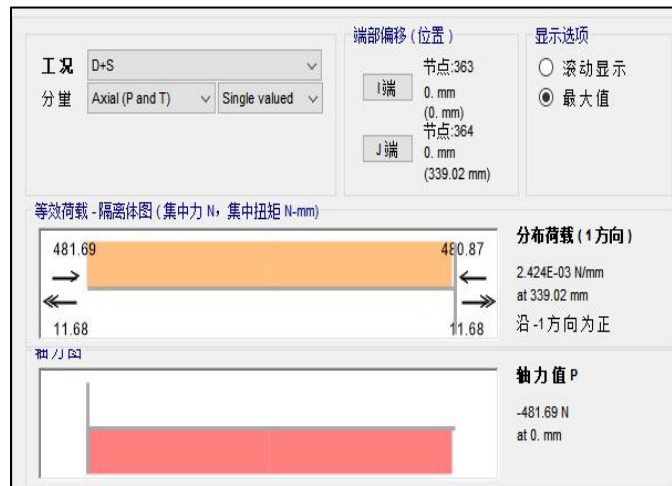 端部偏移(位置)
显示选项
工况 D+S
分量 Axial (P and T) Single valued
I端
节点:363
0. mm
(0. mm)
J端
节点:364
0. mm
(339.02 mm)
滚动显示
最大值
等效荷载 - 隔离体图(集中力 N，集中扭矩 N-mm)
481.69 480.87
11.68 11.68
分布荷载(1方向)
2.424E-03 N/mm
at 339.02 mm
沿 -1 方向为正
轴力图
轴力值 P
-481.69 N
at 0. mm